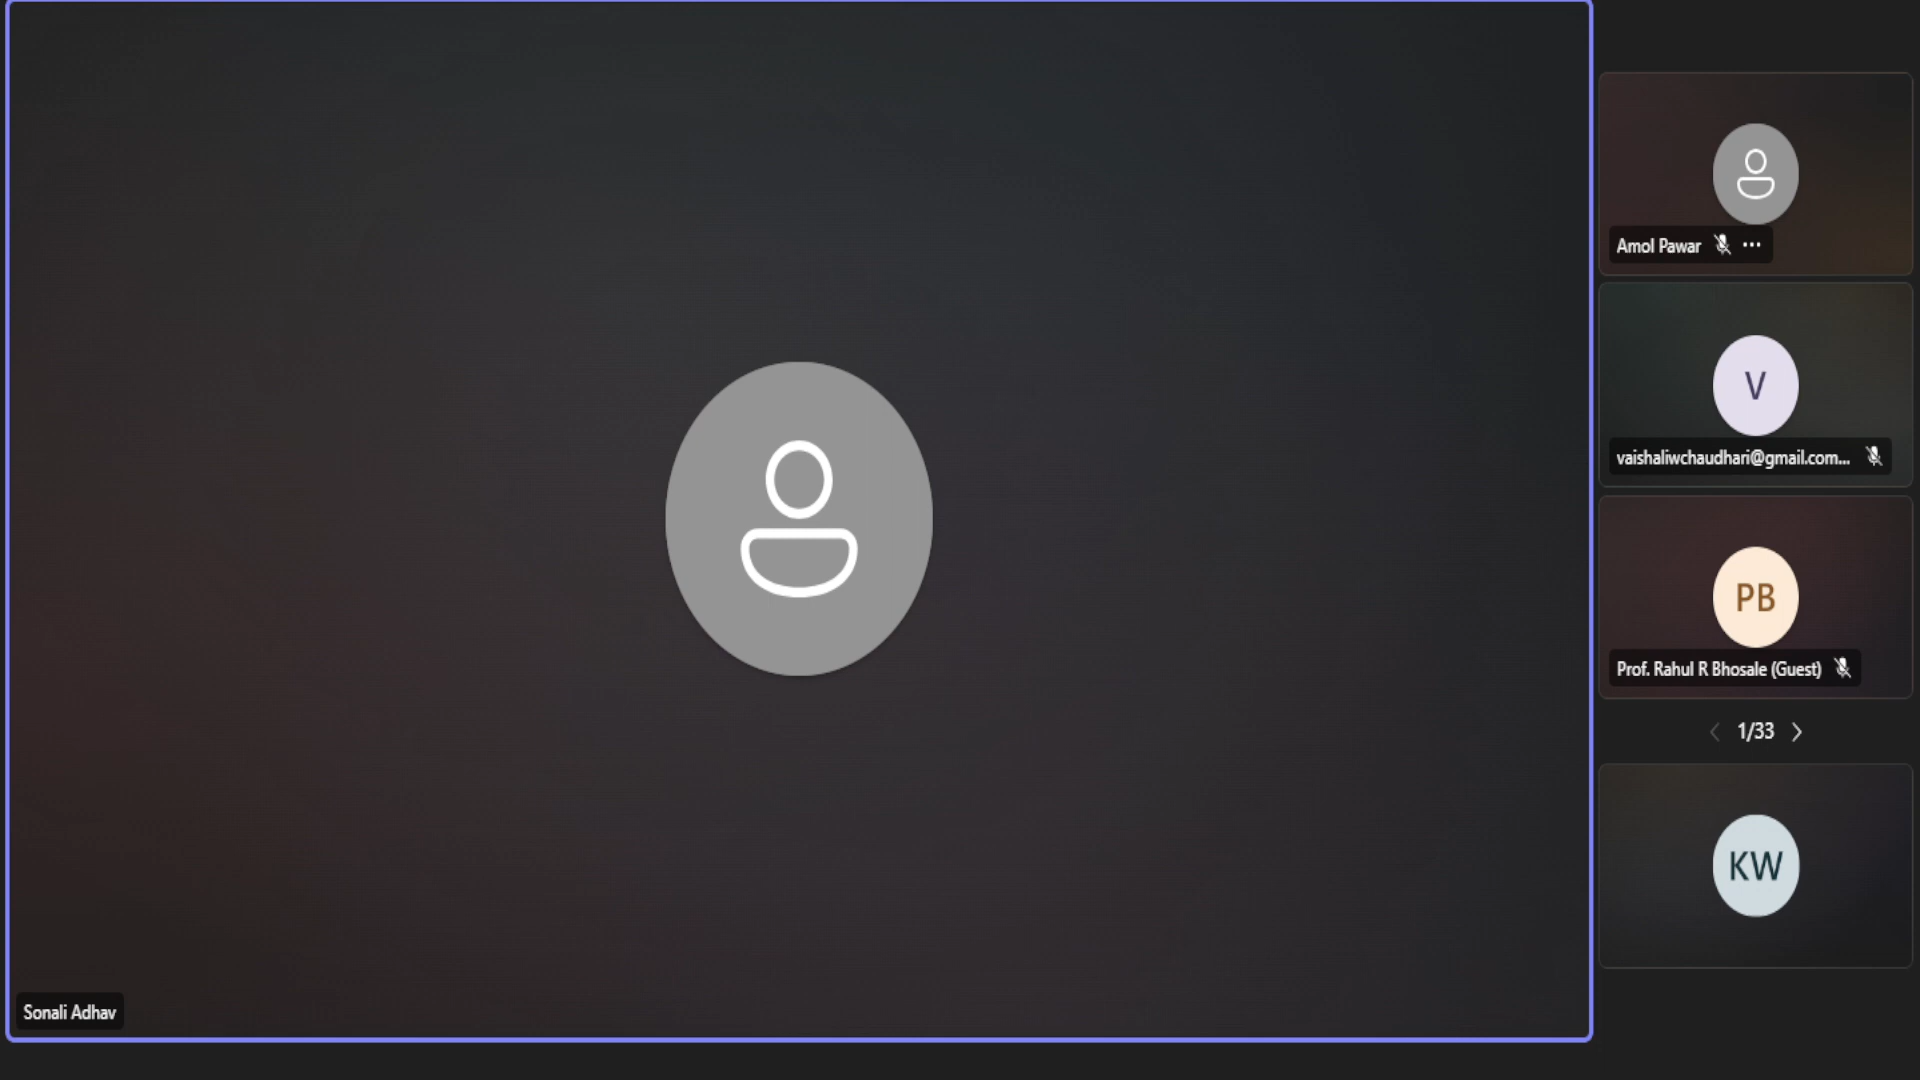 Amol Pawar
V
vaishaliwchaudhari@gmail.com...
PB
Prof. Rahul R Bhosale (Guest)
1/33
KW
Sonali Adhav